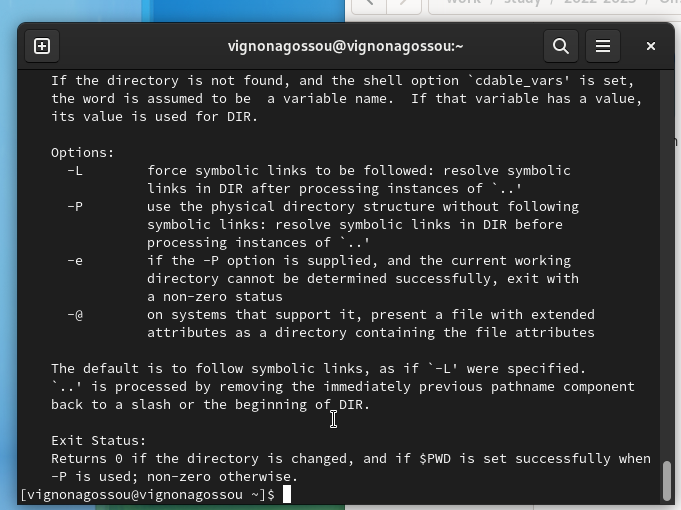 work / study / 2022-2023 /
vignonagossou@vignonagossou:~
If the directory is not found, and the shell option `cdable_vars' is set,
the word is assumed to be  a variable name.  If that variable has a value,
its value is used for DIR.
Options:
-L        force symbolic links to be followed: resolve symbolic
links in DIR after processing instances of `..'
-P        use the physical directory structure without following
symbolic links: resolve symbolic links in DIR before
processing instances of `..'
-e        if the -P option is supplied, and the current working
directory cannot be determined successfully, exit with
a non-zero status
-@        on systems that support it, present a file with extended
attributes as a directory containing the file attributes
The default is to follow symbolic links, as if `-L' were specified.
`..' is processed by removing the immediately previous pathname component
back to a slash or the beginning of DIR.
Exit Status:
Returns 0 if the directory is changed, and if $PWD is set successfully when
-P is used; non-zero otherwise.
[vignonagossou@vignonagossou ~]$